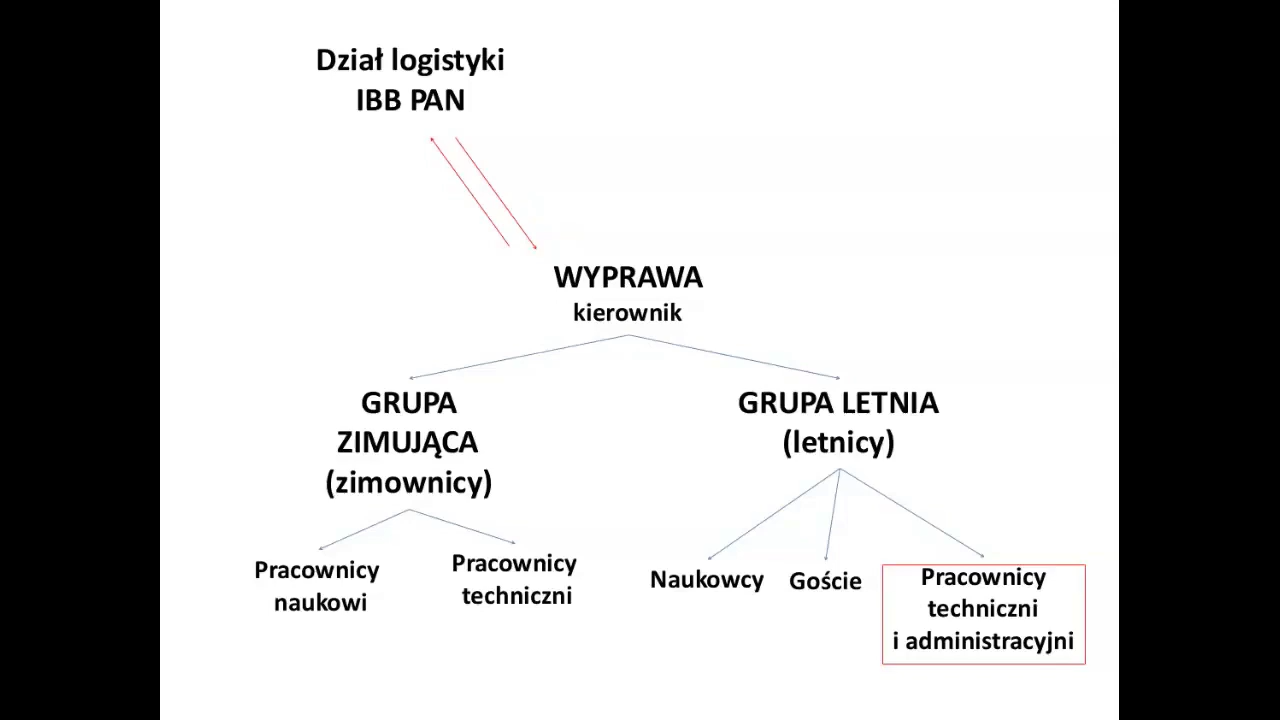 Dział logistyki
IBB PAN
WYPRAWA
kierownik
GRUPA
ZIMUJĄCA
(zimownicy)
GRUPA LETNIA
(letnicy)
Pracownicy
naukowi
Pracownicy
techniczni
Naukowcy
Goście
Pracownicy
techniczni
i administracyjni